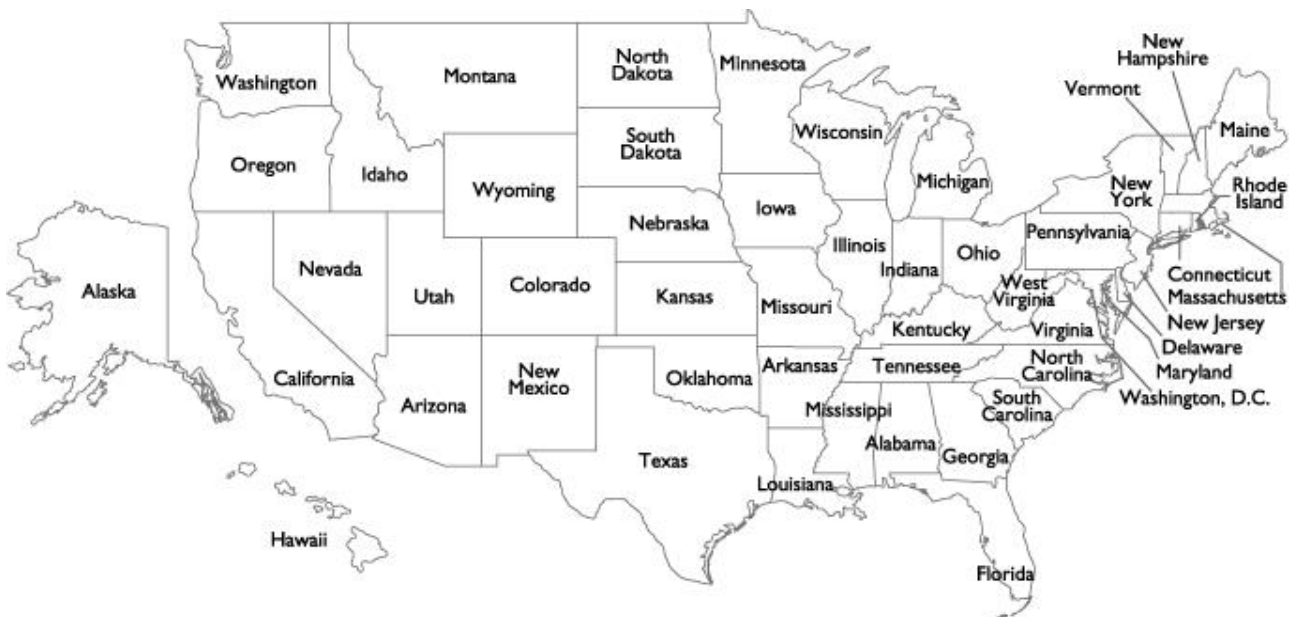 Washington
Montana
North
Dakota
Minnesota
New
Hampshire
Vermont
Maine
Oregon
Idaho
Wyoming
South
Dakota
Wisconsin
Michigan
New
York
Rhode
Island
Nebraska
Iowa
Illinois
Indiana
Ohio
Pennsylvania
Nevada
Utah
Colorado
Kansas
Missouri
West
Virginia
Virginia
Kentucky
Connecticut
Massachusetts
New Jersey
Delaware
Maryland
Washington, D.C.
Alaska
California
Arizona
New
Mexico
Oklahoma
Arkansas
Tennessee
North
Carolina
South
Carolina
Mississippi
Alabama
Georgia
Texas
Louisiana
Hawaii
Florida